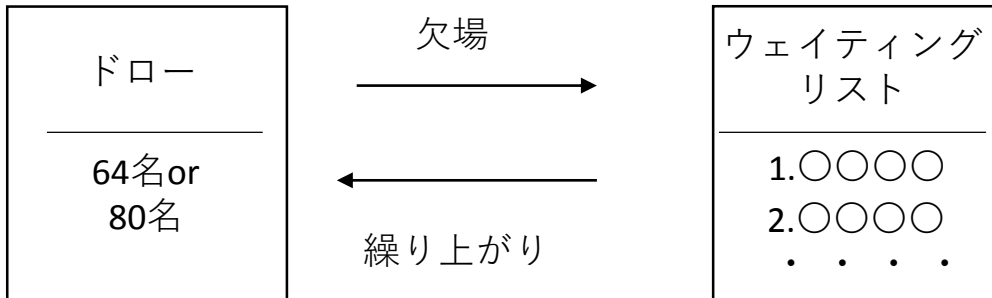 ドロー
64名or
80名
欠場
繰り上がり
ウェイティング
リスト
1.〇〇〇〇
2.〇〇〇〇
・ ・ ・ ・